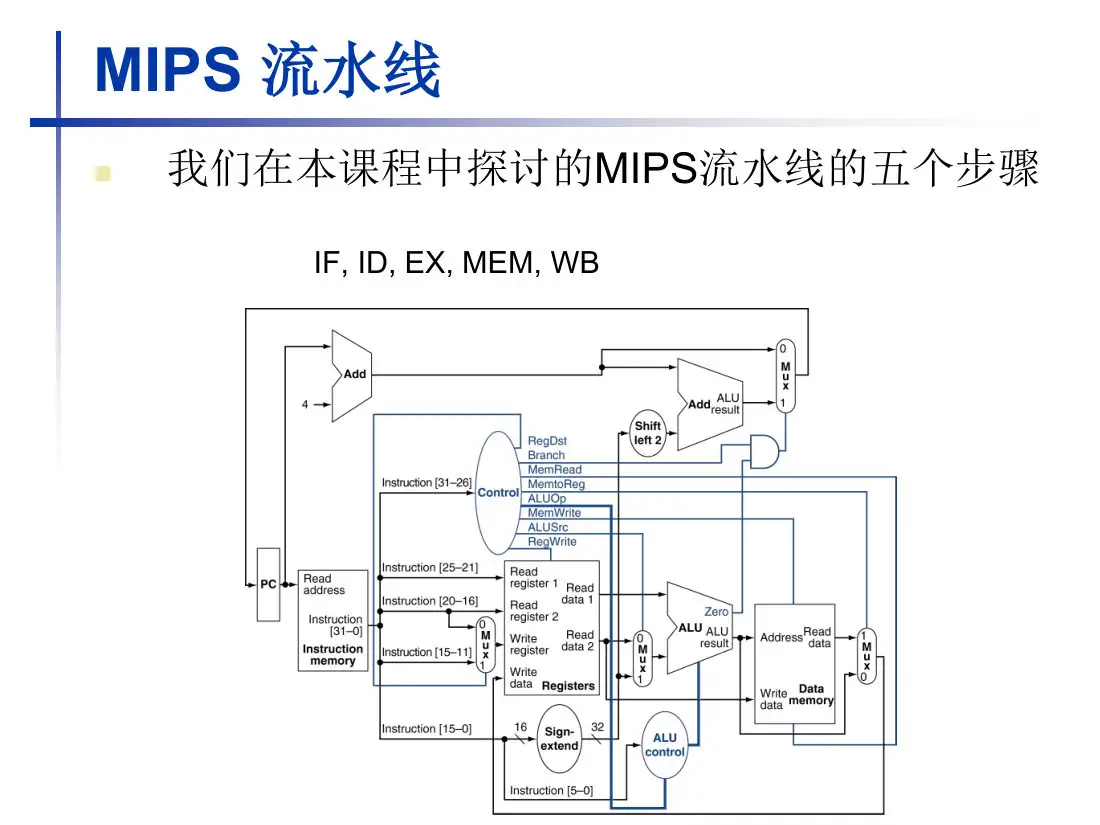 MIPS 流水线
我们在本课程中探讨的MIPS流水线的五个步骤
IF, ID, EX, MEM, WB
Add
4
Shift
left 2
Add
ALU
result
0
M
u
x
1
RegDst
Branch
MemRead
MemtoReg
ALUOp
MemWrite
ALUSrc
RegWrite
Control
Instruction [31–26]
Instruction [25–21]
Instruction [20–16]
Instruction [15–11]
Instruction [15–0]
Instruction [5–0]
PC
Read
address
Instruction
[31–0]
Instruction
memory
0
M
u
x
1
Read
register 1
Read
register 2
Write
register
Write
data
Read
data 1
Read
data 2
Registers
16
Sign-
extend
32
0
M
u
x
1
Zero
ALU
ALU
result
ALU
control
Address
Read
data
Write
data
Data
memory
1
M
u
x
0